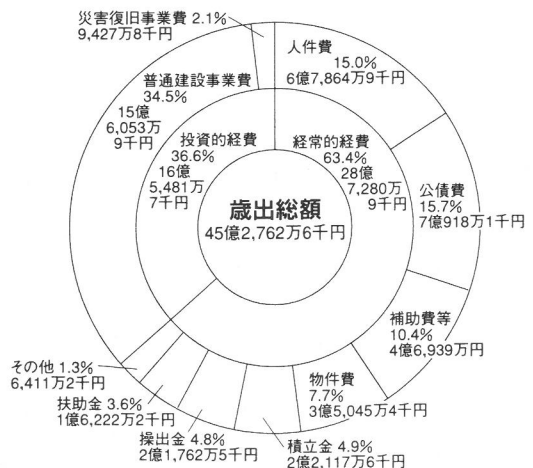 災害復旧事業費 2.1%
9,427万8千円
人件費
15.0%
6億7,864万9千円
普通建設事業費
34.5%
15億
6,053万
9千円
投資的経費
36.6%
16億
5,481万
7千円
経常的経費
63.4%
28億
7,280万
9千円
公債費
15.7%
7億918万1千円
歳出総額
45億2,762万6千円
補助費等
10.4%
4億6,939万円
物件費
7.7%
3億5,045万4千円
その他 1.3%
6,411万2千円
扶助金 3.6%
1億6,222万2千円
操出金 4.8%
2億1,762万5千円
積立金 4.9%
2億2,117万6千円